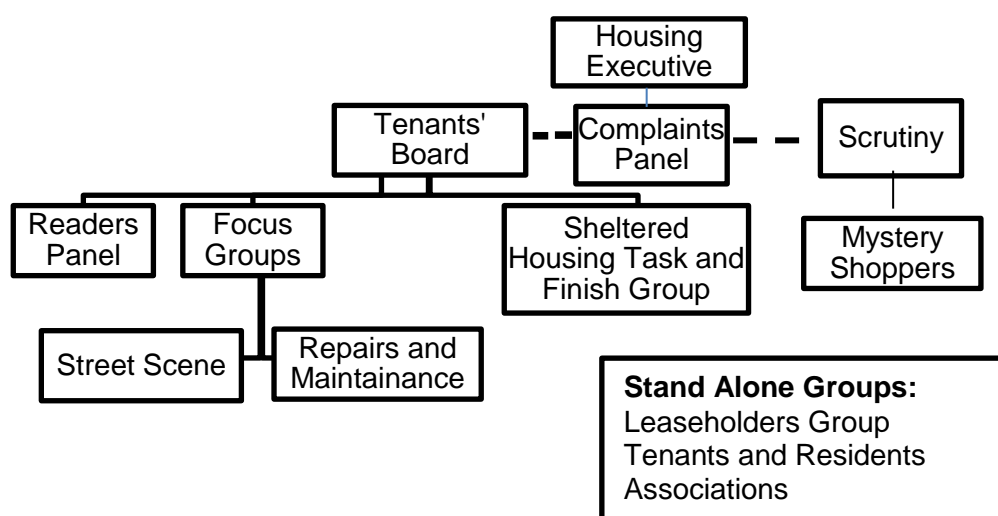 Housing
Executive
Tenants'
Board
Complaints
Panel
Scrutiny
Readers
Panel
Focus
Groups
Sheltered
Housing Task and
Finish Group
Mystery
Shoppers
Street Scene
Repairs and
Maintainance
Stand Alone Groups:
Leaseholders Group
Tenants and Residents
Associations